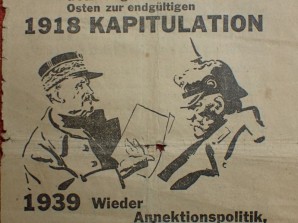 Osten zur endgültigen
1918 KAPITULATION
1939 Wieder
Annektionspolitik,